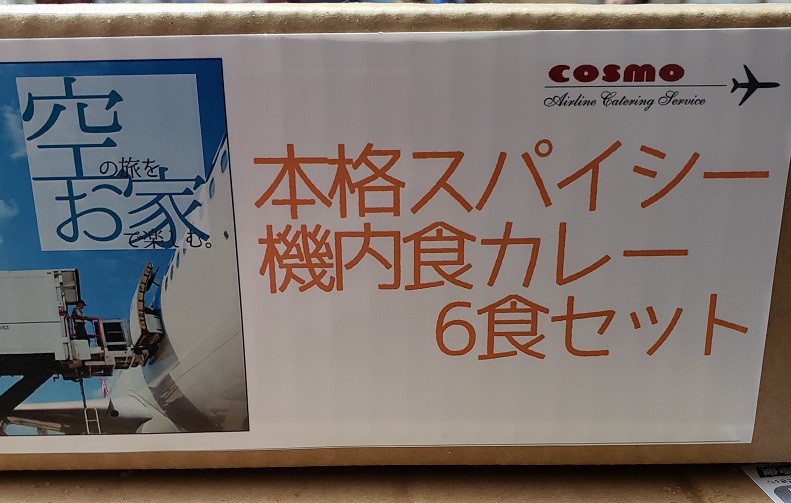 空
の旅を
お家
で楽しむ。
COSMO
Airline Catering Service
本格スパイシー
機内食カレー
6食セット